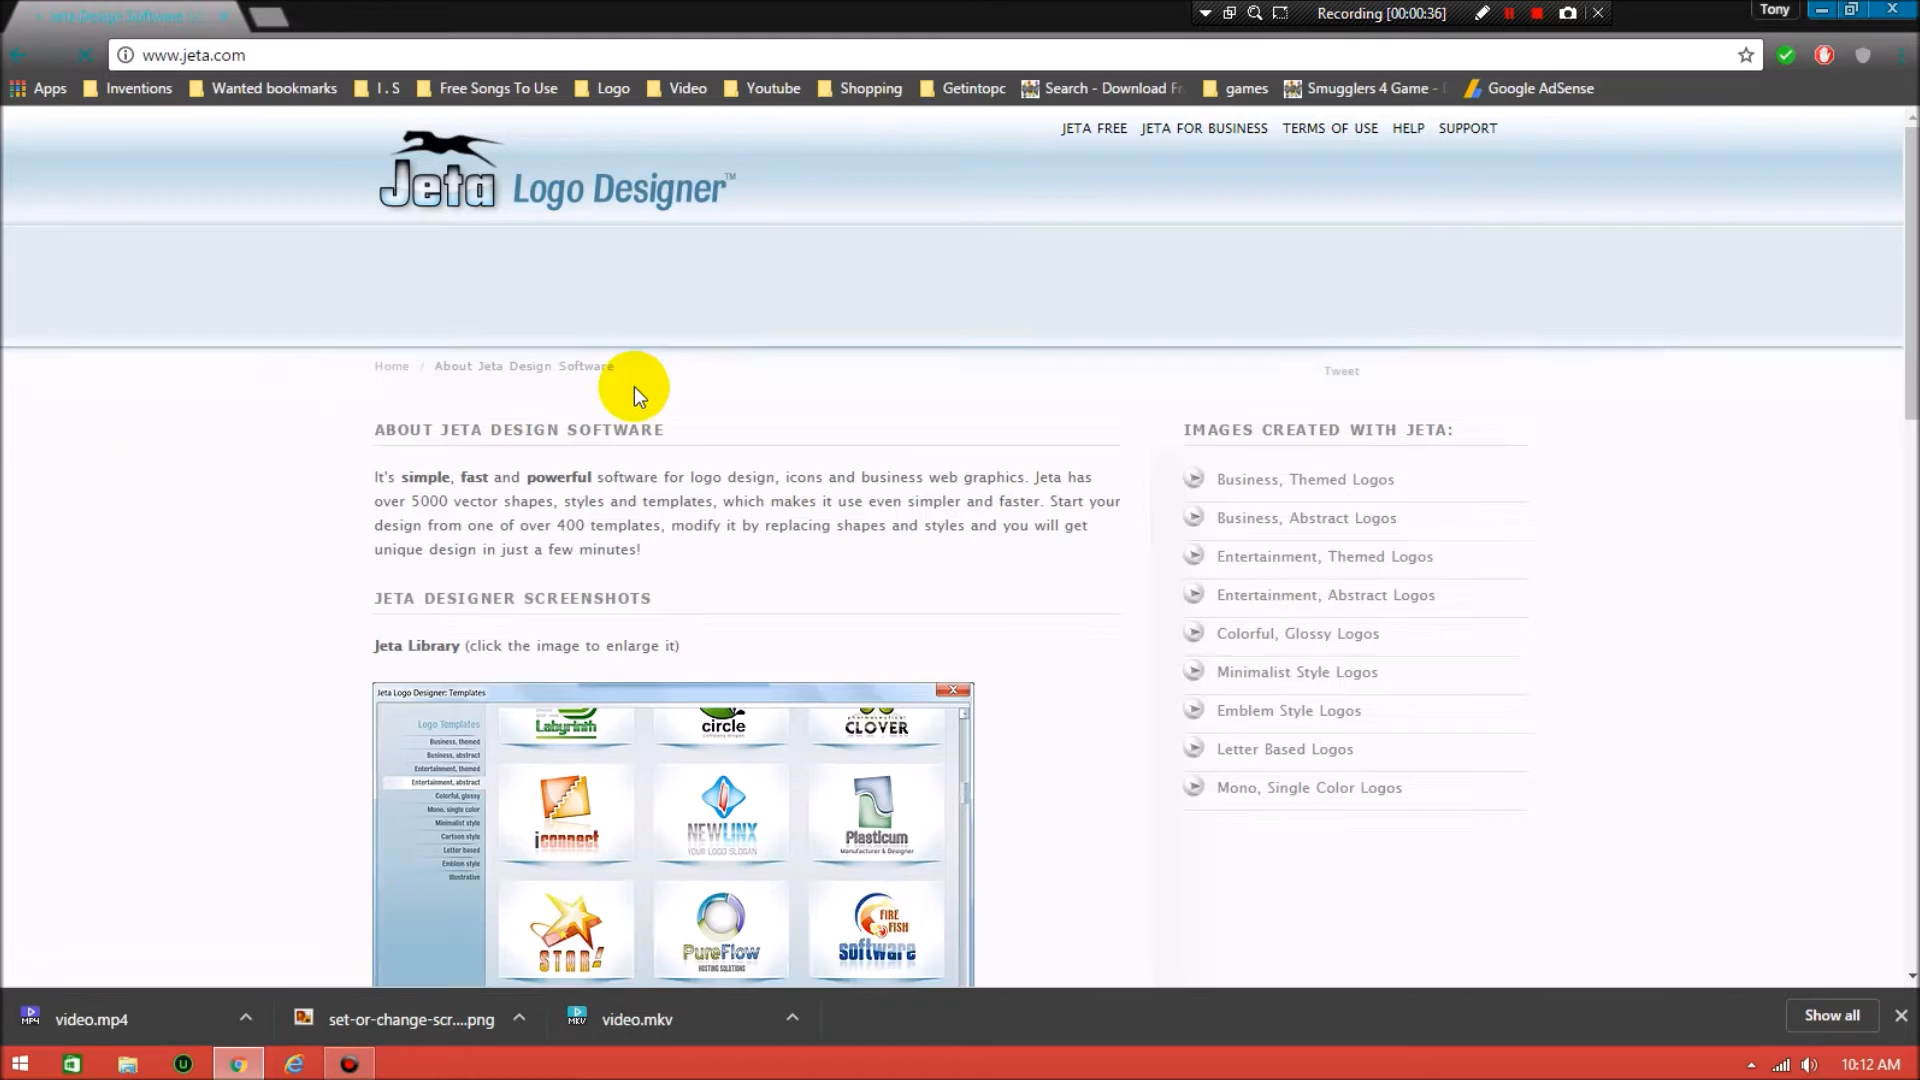 Jeta Design Software
Recording [00:00:36]
Tony
www.jeta.com
Apps
Inventions
Wanted bookmarks
I . S
Free Songs To Use
Logo
Video
Youtube
Shopping
Getintopc
Search - Download Fr
games
Smugglers 4 Game -
Google AdSense
JETA FREE JETA FOR BUSINESS TERMS OF USE HELP SUPPORT
Jeta Logo Designer™
Home / About Jeta Design Software
Tweet
ABOUT JETA DESIGN SOFTWARE
It's simple, fast and powerful software for logo design, icons and business web graphics. Jeta has
over 5000 vector shapes, styles and templates, which makes it use even simpler and faster. Start your
design from one of over 400 templates, modify it by replacing shapes and styles and you will get
unique design in just a few minutes!
JETA DESIGNER SCREENSHOTS
Jeta Library (click the image to enlarge it)
Jeta Logo Designer: Templates
Logo Templates
Business, themed
Business, abstract
Entertainment, themed
Entertainment, abstract
Colorful, glossy
Mono, single color
Minimalist style
Cartoon style
Letter based
Emblem style
Illustrative
Labyrinth
circle
company slogan
pharmaceutical
CLOVER
iconnect
NEWLINX
YOUR LOGO SLOGAN
Plasticum
Manufacturer & Designer
STAR!
PureFlow
HOSTING SOLUTIONS
FIRE
FISH
software
IMAGES CREATED WITH JETA:
Business, Themed Logos
Business, Abstract Logos
Entertainment, Themed Logos
Entertainment, Abstract Logos
Colorful, Glossy Logos
Minimalist Style Logos
Emblem Style Logos
Letter Based Logos
Mono, Single Color Logos
MP4
video.mp4
set-or-change-scr....png
MKV
video.mkv
Show all
10:12 AM